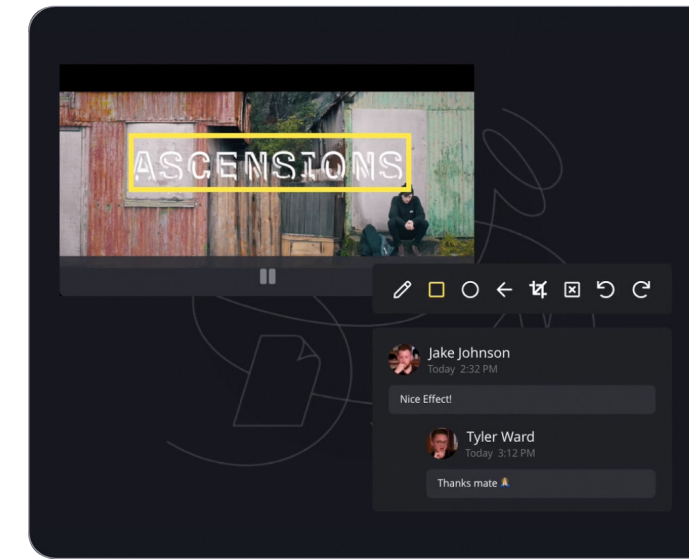 ASCENSIONS
Jake Johnson
Today 2:32 PM
Nice Effect!
Tyler Ward
Today 3:12 PM
Thanks mate 🙏